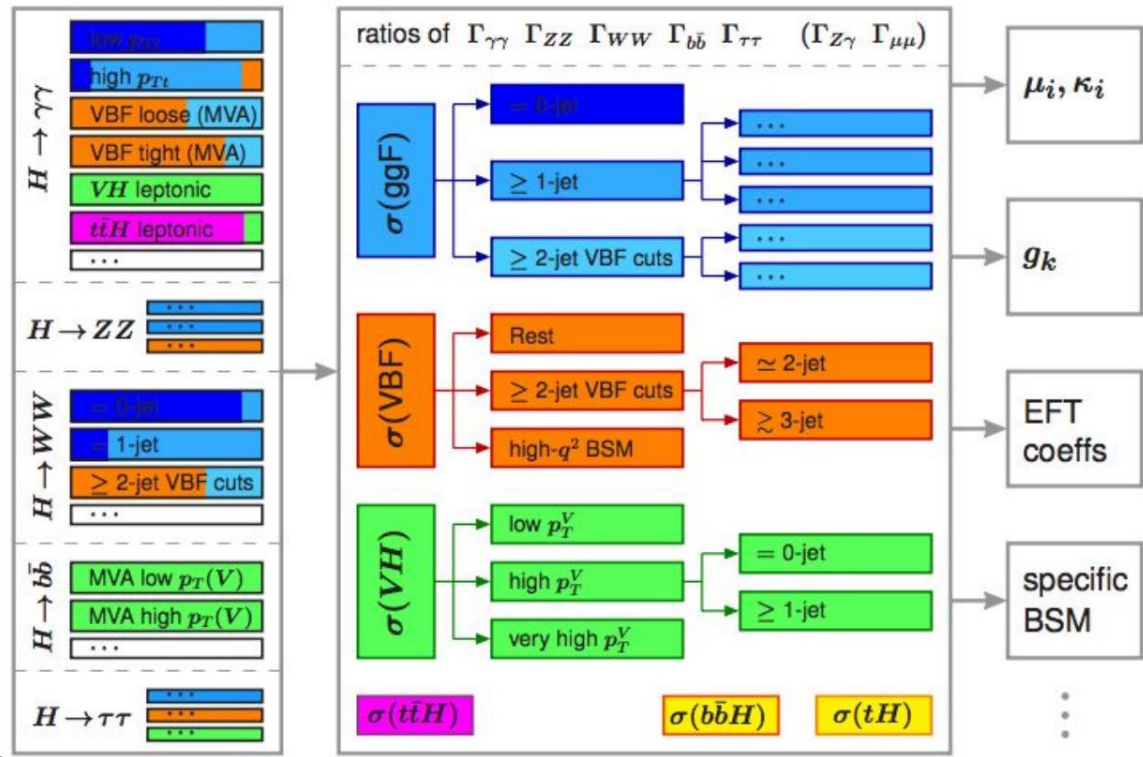 H → γγ
low p_Tt
high p_Tt
VBF loose (MVA)
VBF tight (MVA)
VH leptonic
tt̄H leptonic
...
H → ZZ
...
...
...
H → WW
= 0-jet
= 1-jet
≥ 2-jet VBF cuts
...
H → bb̄
MVA low p_T(V)
MVA high p_T(V)
...
H → ττ
...
...
...
ratios of Γ_γγ Γ_ZZ Γ_WW Γ_bb̄ Γ_ττ (Γ_Zγ Γ_μμ)
σ(ggF)
= 0-jet
≥ 1-jet
≥ 2-jet VBF cuts
...
...
...
...
...
σ(VBF)
Rest
≥ 2-jet VBF cuts
high-q² BSM
≃ 2-jet
≳ 3-jet
σ(VH)
low p_T^V
high p_T^V
very high p_T^V
= 0-jet
≥ 1-jet
σ(tt̄H)
σ(bb̄H)
σ(tH)
μ_i, κ_i
g_k
EFT
coeffs
specific
BSM
⋮